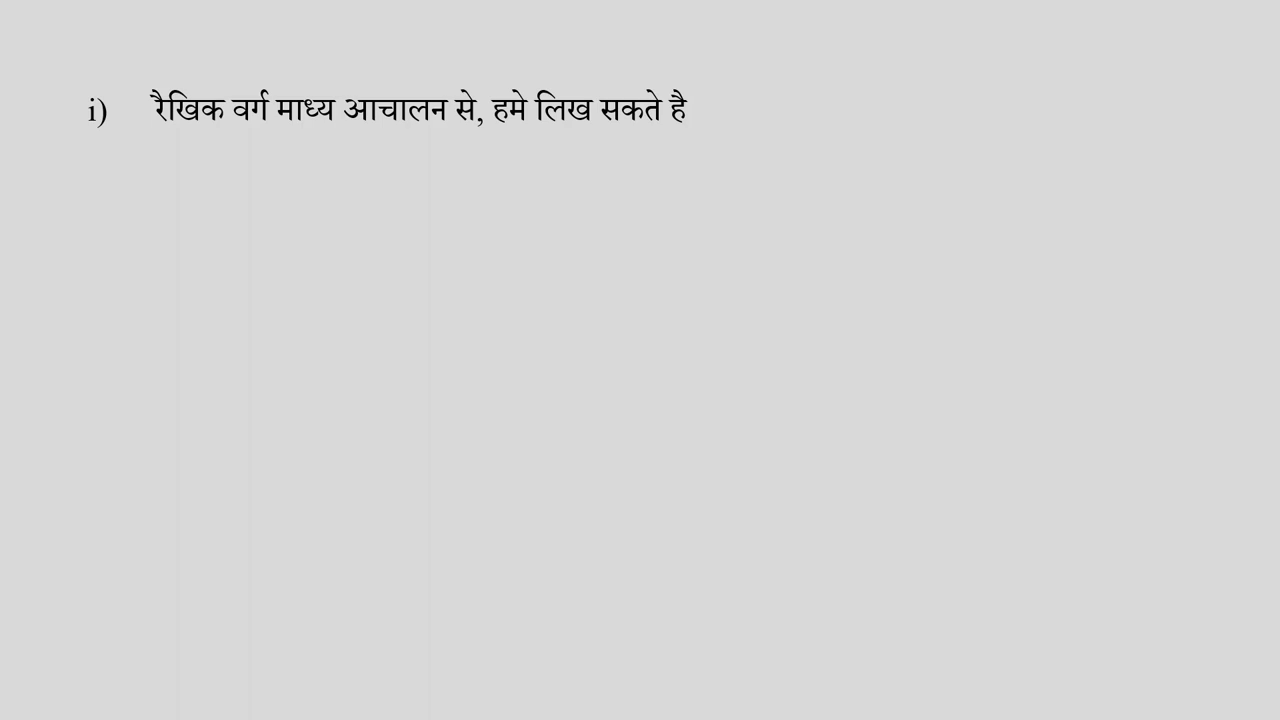 i) रैखिक वर्ग माध्य आचालन से, हमे लिख सकते है